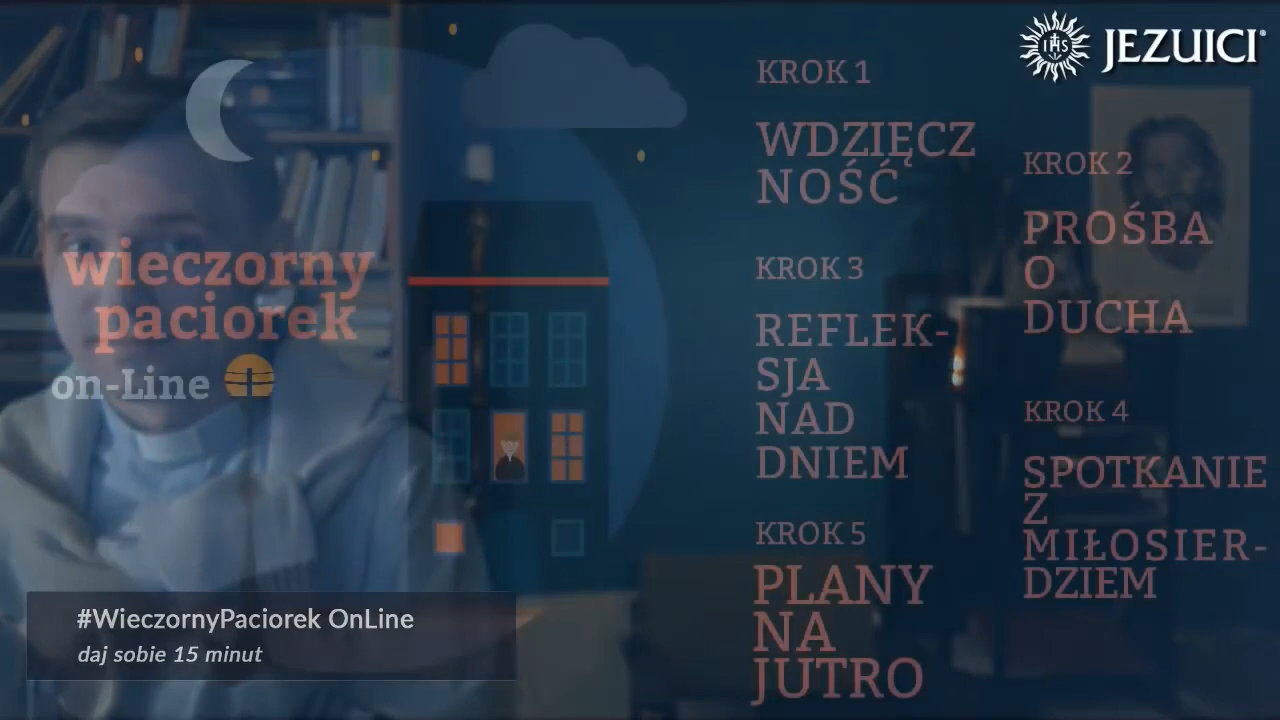 IHS
JEZUICI
wieczorny
paciorek
on-Line
KROK 1
WDZIĘCZ
NOŚĆ
KROK 2
PROŚBA
O
DUCHA
KROK 3
REFLEK-
SJA
NAD
DNIEM
KROK 4
SPOTKANIE
Z
MIŁOSIER-
DZIEM
KROK 5
PLANY
NA
JUTRO
#WieczornyPaciorek OnLine
daj sobie 15 minut